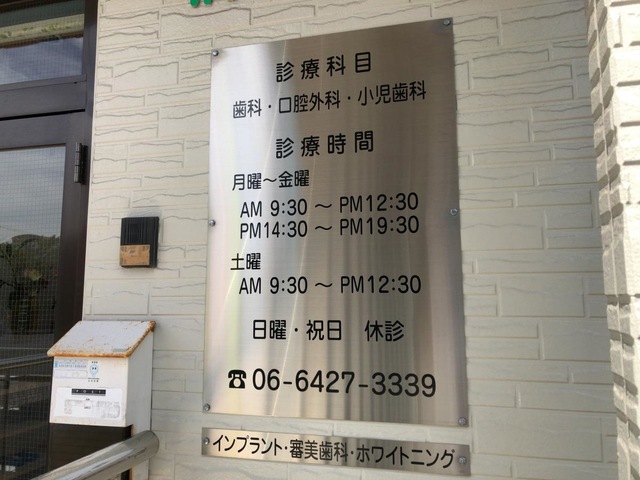 診療科目
歯科・口腔外科・小児歯科
診療時間
月曜～金曜
AM 9:30 ～ PM12:30
PM14:30 ～ PM19:30
土曜
AM 9:30 ～ PM12:30
日曜・祝日 休診
☎06-6427-3339
インプラント・審美歯科・ホワイトニング